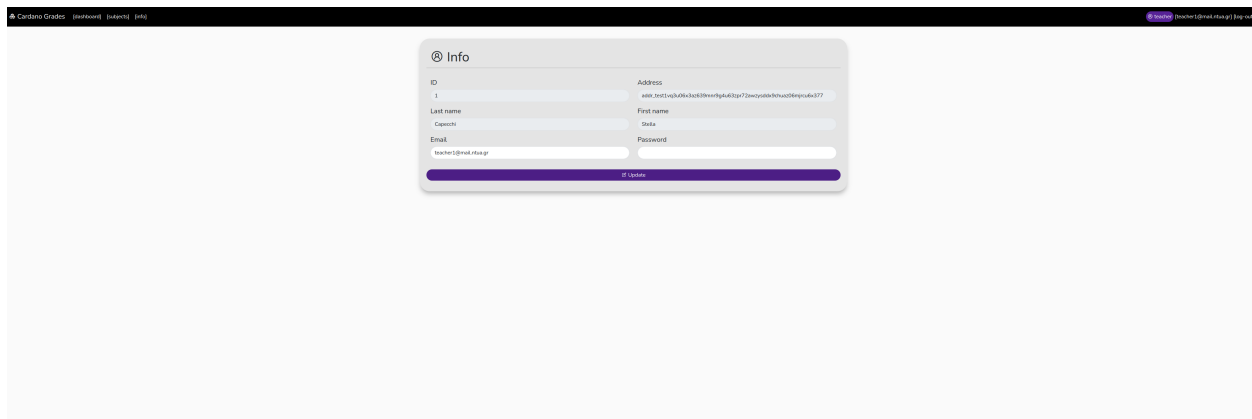 Cardano Grades [dashboard] [subjects] [info] teacher [teacher1@mail.ntua.gr] [log-out
Info
ID Address
1
Last name First name
Capecchi Stella
Email Password
teacher1@mail.ntua.gr
Update